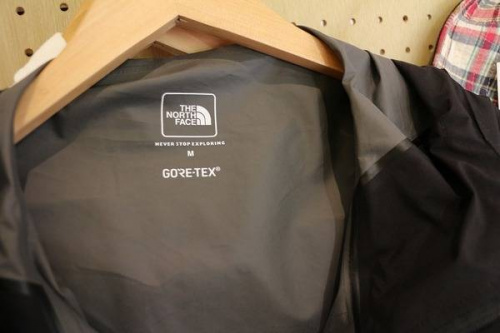 THE
NORTH
FACE
NEVER STOP EXPLORING
M
GORE-TEX®